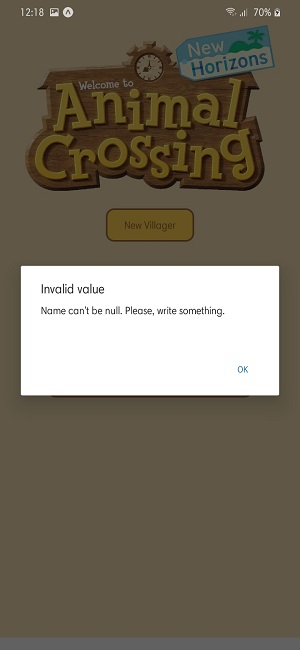 12:18 70%
New
Horizons
Welcome to
Animal
Crossing
New Villager
Invalid value
Name can't be null. Please, write something.
OK